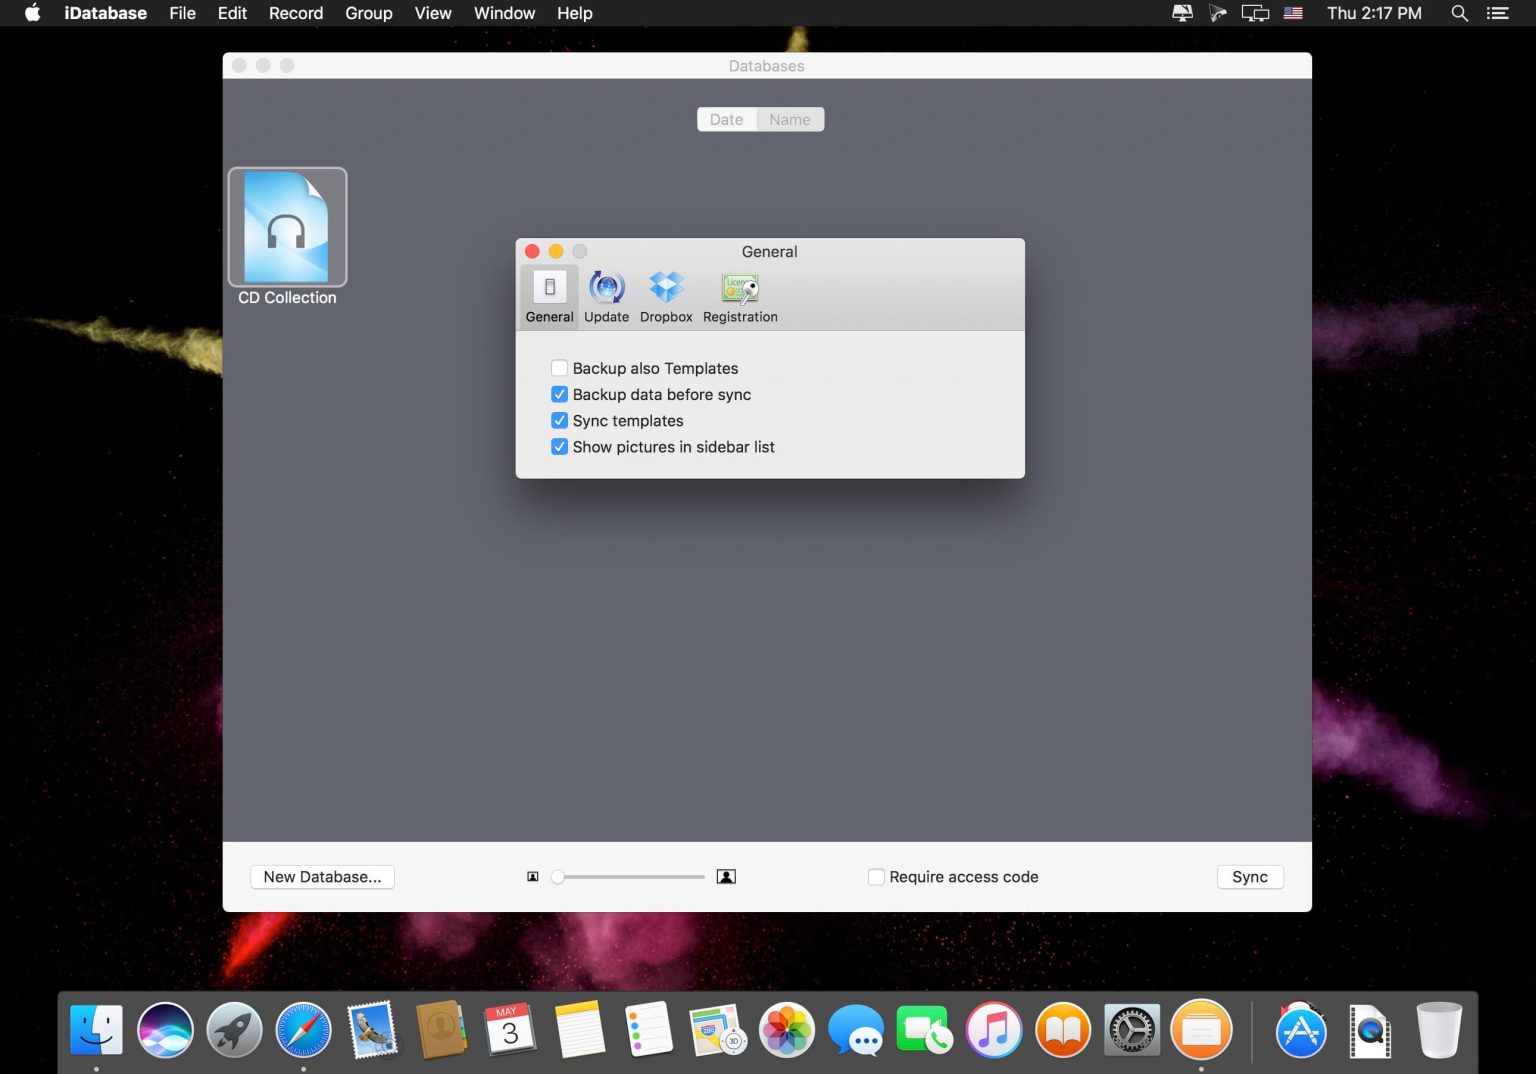 iDatabase File Edit Record Group View Window Help Thu 2:17 PM
Databases
Date Name
CD Collection
General
General Update Dropbox Registration
Backup also Templates
Backup data before sync
Sync templates
Show pictures in sidebar list
New Database... Require access code Sync
MAY
3
280
3D